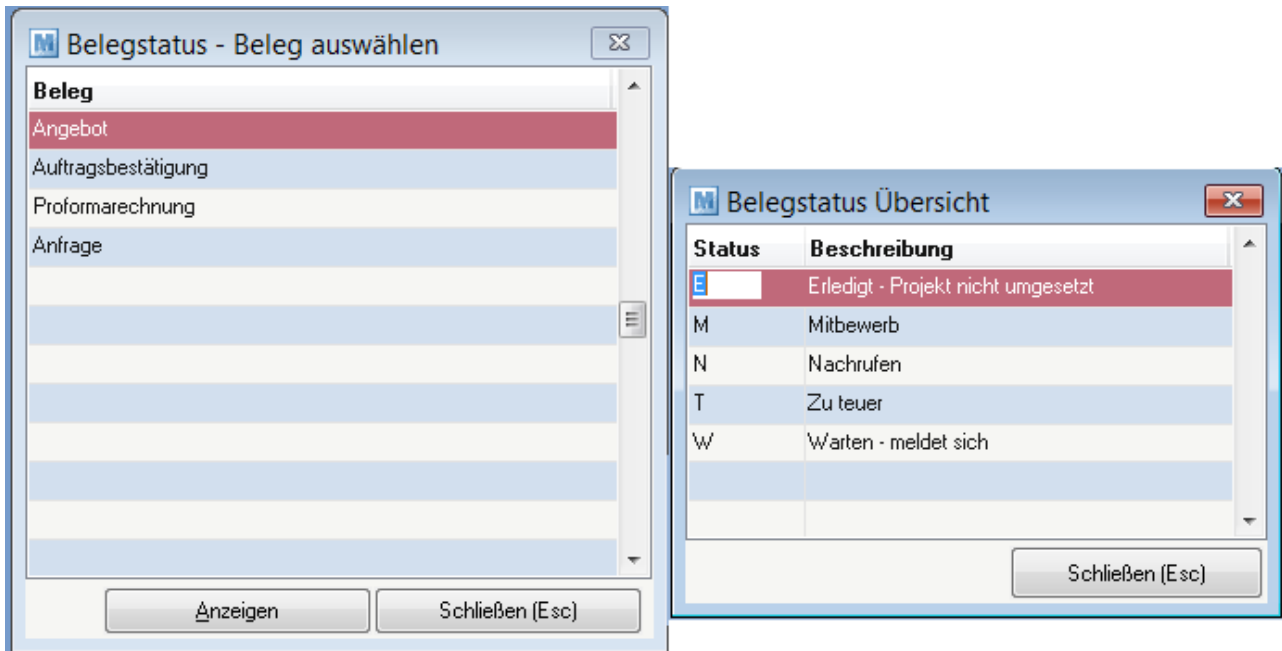 M Belegstatus - Beleg auswählen
Beleg
Angebot
Auftragsbestätigung
Proformarechnung
Anfrage
Anzeigen Schließen (Esc)
M Belegstatus Übersicht
Status Beschreibung
E Erledigt - Projekt nicht umgesetzt
M Mitbewerb
N Nachrufen
T Zu teuer
W Warten - meldet sich
Schließen (Esc)